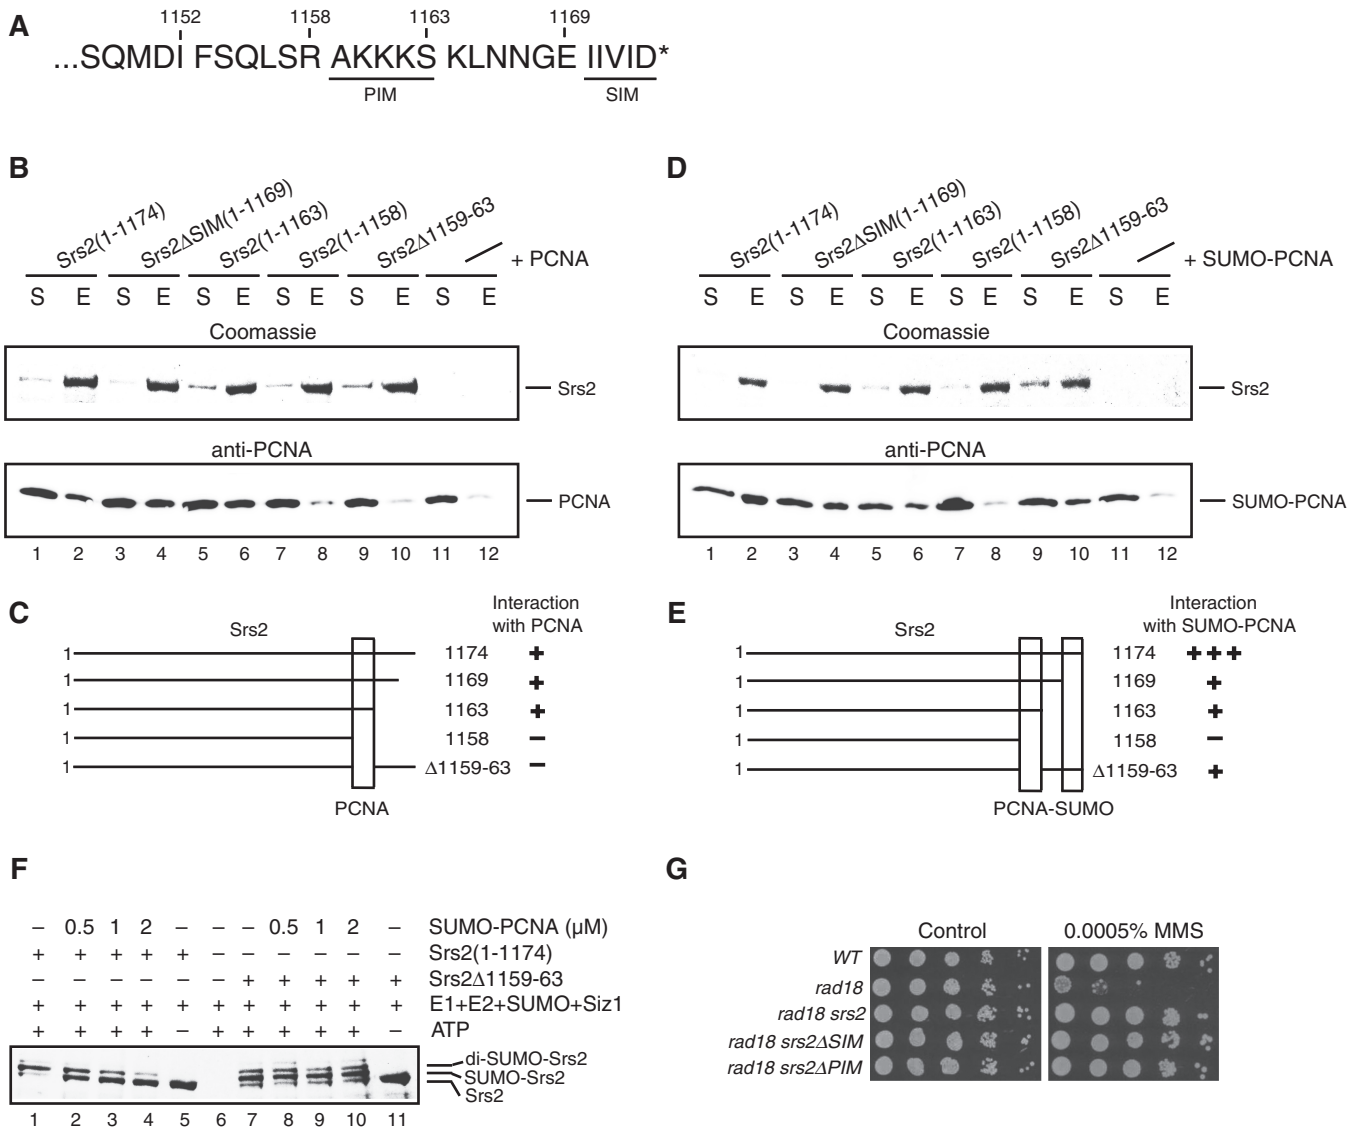 A
1152 1158 1163 1169
...SQMDI FSQLSR AKKKS KLNNGE IIVID*
PIM SIM
B
Srs2(1-1174) Srs2ΔSIM(1-1169) Srs2(1-1163) Srs2(1-1158) Srs2Δ1159-63 + PCNA
S E S E S E S E S E S E
Coomassie
Srs2
anti-PCNA
PCNA
1 2 3 4 5 6 7 8 9 10 11 12
D
Srs2(1-1174) Srs2ΔSIM(1-1169) Srs2(1-1163) Srs2(1-1158) Srs2Δ1159-63 + SUMO-PCNA
S E S E S E S E S E S E
Coomassie
Srs2
anti-PCNA
SUMO-PCNA
1 2 3 4 5 6 7 8 9 10 11 12
C
Srs2
Interaction
with PCNA
1 1174 +
1 1169 +
1 1163 +
1 1158 –
1 Δ1159-63 –
PCNA
E
Srs2
Interaction
with SUMO-PCNA
1 1174 + + +
1 1169 +
1 1163 +
1 1158 –
1 Δ1159-63 +
PCNA-SUMO
F
– 0.5 1 2 – – – 0.5 1 2 – SUMO-PCNA (µM)
+ + + + + – – – – – – Srs2(1-1174)
– – – – – – + + + + + Srs2Δ1159-63
+ + + + + + + + + + + E1+E2+SUMO+Siz1
+ + + + – + + + + + – ATP
di-SUMO-Srs2
SUMO-Srs2
Srs2
1 2 3 4 5 6 7 8 9 10 11
G
Control 0.0005% MMS
WT
rad18
rad18 srs2
rad18 srs2ΔSIM
rad18 srs2ΔPIM